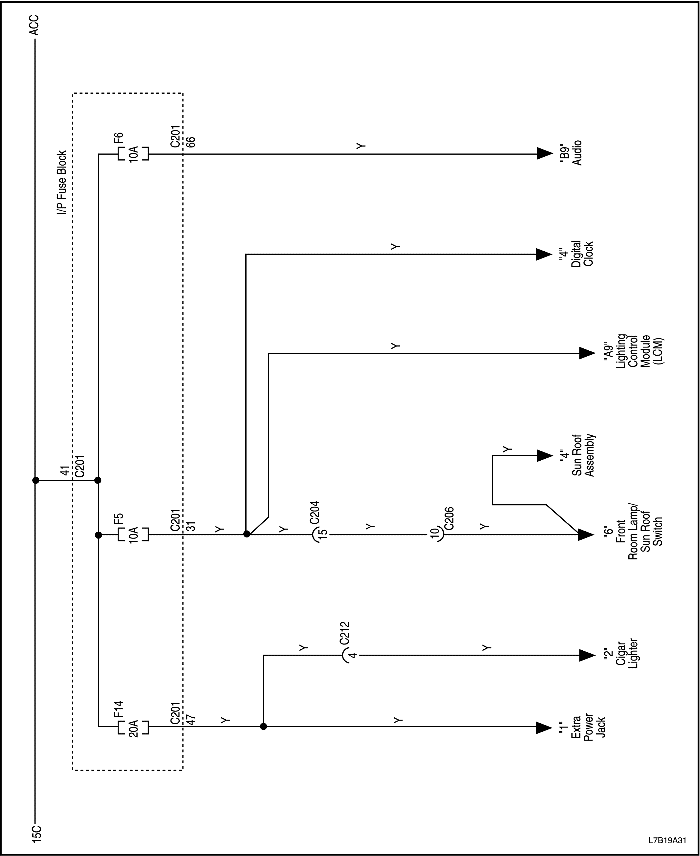 15C
ACC
41
C201
I/P Fuse Block
F14
20A
C201
47
F5
10A
C201
31
F6
10A
C201
66
Y
Y
"1"
Extra
Power
Jack
Y
C212
4
Y
"2"
Cigar
Lighter
Y
Y
C204
15
Y
C206
10
Y
"6"
Front
Room Lamp/
Sun Roof
Switch
Y
"4"
Sun Roof
Assembly
Y
"A9"
Lighting
Control
Module
(LCM)
Y
"4"
Digital
Clock
Y
"B9"
Audio
L7B19A31